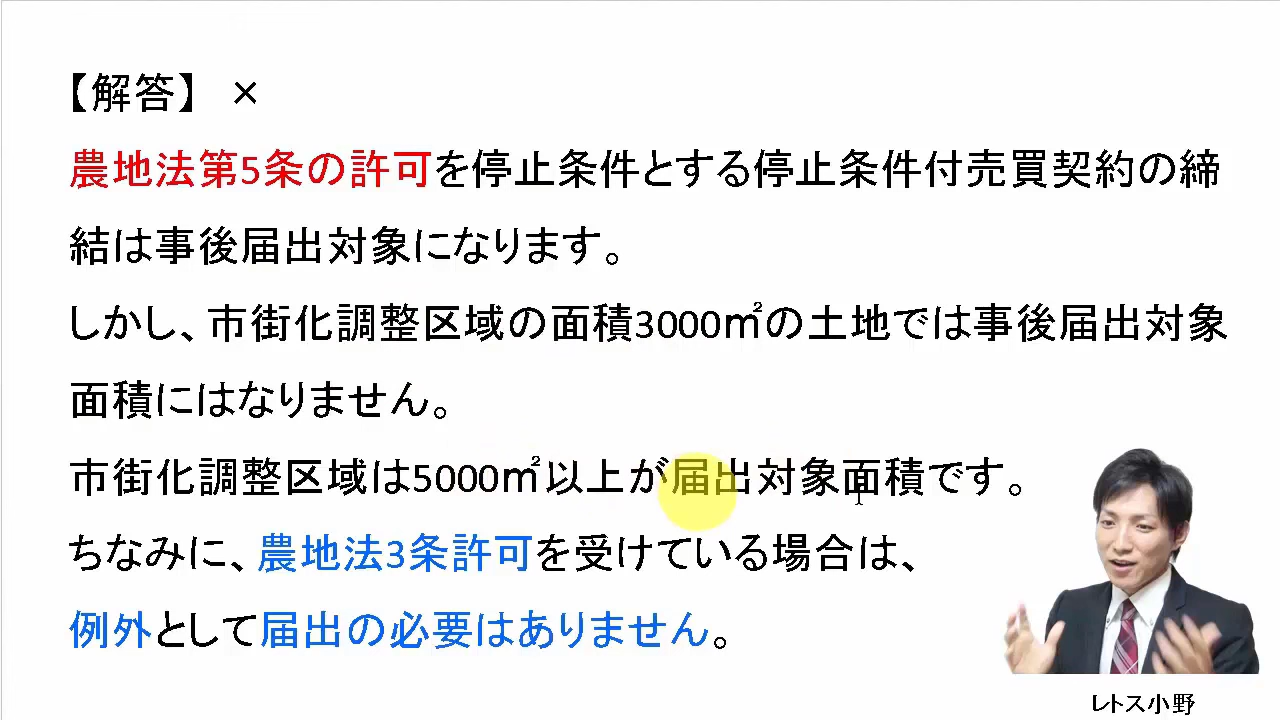 【解答】　×
農地法第5条の許可を停止条件とする停止条件付売買契約の締
結は事後届出対象になります。
しかし、市街化調整区域の面積3000㎡の土地では事後届出対象
面積にはなりません。
市街化調整区域は5000㎡以上が届出対象面積です。
ちなみに、農地法3条許可を受けている場合は、
例外として届出の必要はありません。
レトス小野